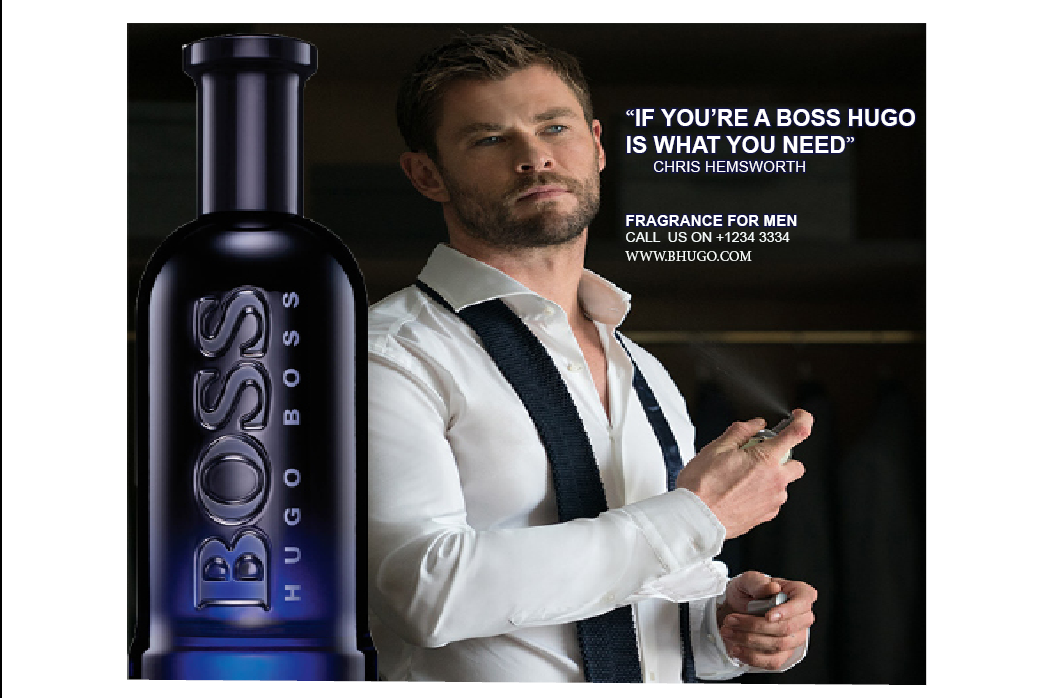 BOSS
HUGO BOSS
“IF YOU’RE A BOSS HUGO
IS WHAT YOU NEED”
CHRIS HEMSWORTH
FRAGRANCE FOR MEN
CALL US ON +1234 3334
WWW.BHUGO.COM